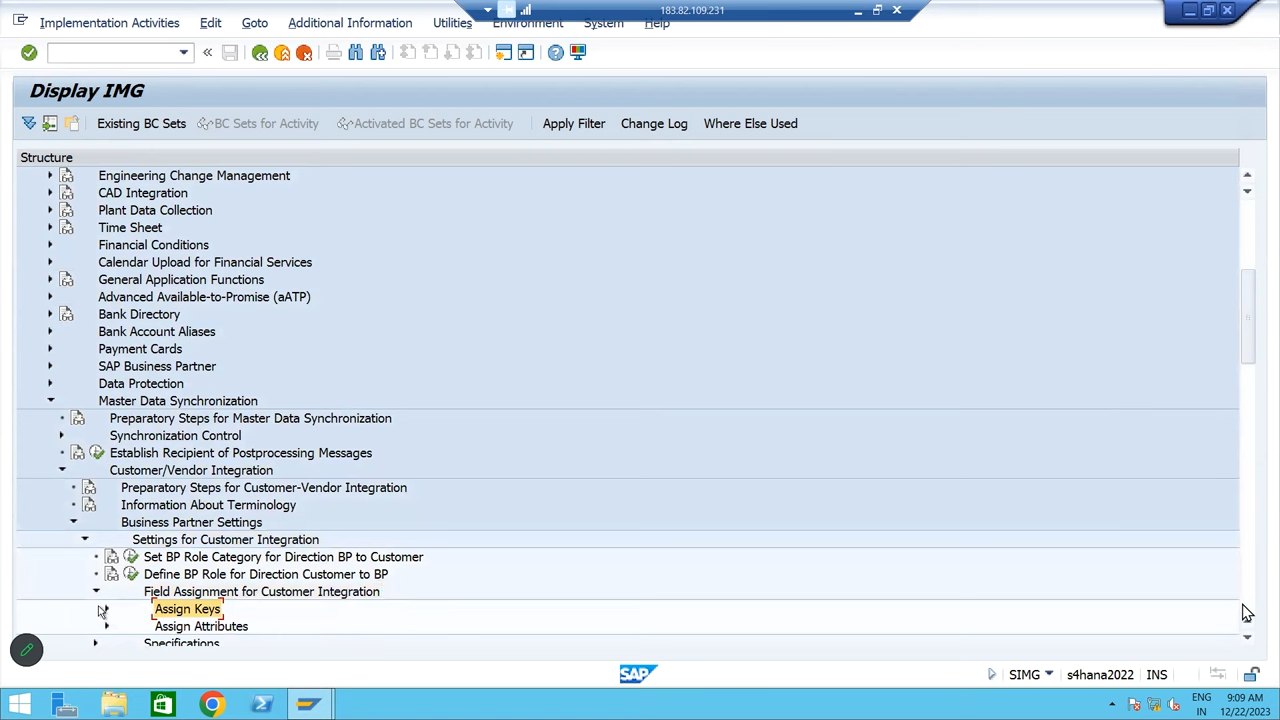 183.82.109.231
Implementation Activities Edit Goto Additional Information Utilities Environment System Help
Display IMG
Existing BC Sets BC Sets for Activity Activated BC Sets for Activity Apply Filter Change Log Where Else Used
Structure
Engineering Change Management
CAD Integration
Plant Data Collection
Time Sheet
Financial Conditions
Calendar Upload for Financial Services
General Application Functions
Advanced Available-to-Promise (aATP)
Bank Directory
Bank Account Aliases
Payment Cards
SAP Business Partner
Data Protection
Master Data Synchronization
Preparatory Steps for Master Data Synchronization
Synchronization Control
Establish Recipient of Postprocessing Messages
Customer/Vendor Integration
Preparatory Steps for Customer-Vendor Integration
Information About Terminology
Business Partner Settings
Settings for Customer Integration
Set BP Role Category for Direction BP to Customer
Define BP Role for Direction Customer to BP
Field Assignment for Customer Integration
Assign Keys
Assign Attributes
Specifications
SAP SIMG s4hana2022 INS
ENG 9:09 AM
IN 12/22/2023